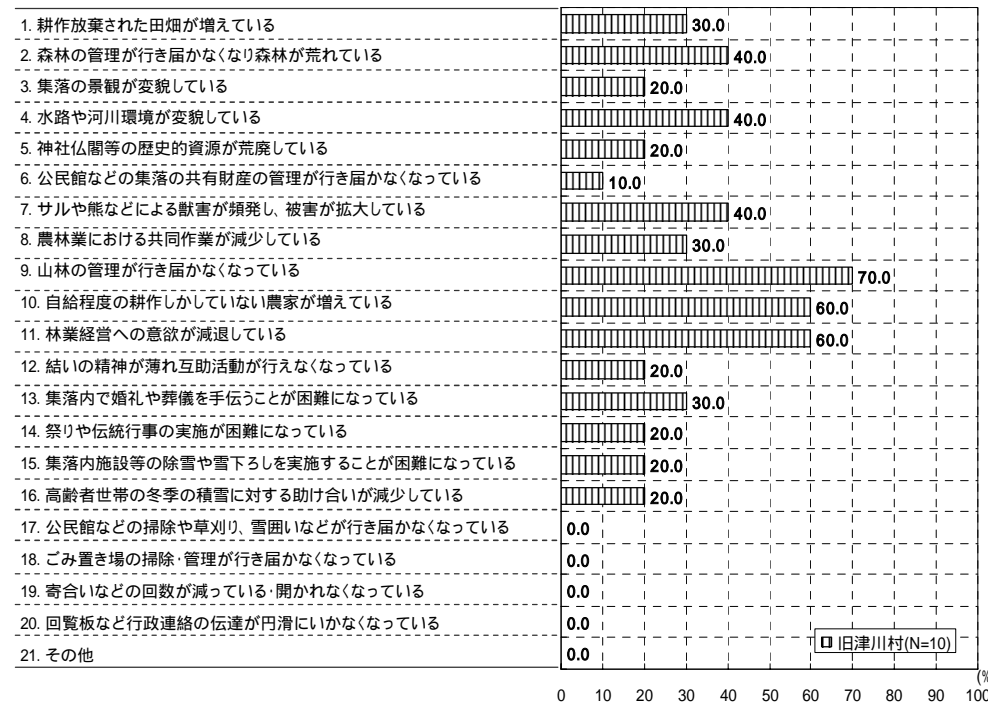 1. 耕作放棄された田畑が増えている 30.0
2. 森林の管理が行き届かなくなり森林が荒れている 40.0
3. 集落の景観が変貌している 20.0
4. 水路や河川環境が変貌している 40.0
5. 神社仏閣等の歴史的資源が荒廃している 20.0
6. 公民館などの集落の共有財産の管理が行き届かなくなっている 10.0
7. サルや熊などによる獣害が頻発し、被害が拡大している 40.0
8. 農林業における共同作業が減少している 30.0
9. 山林の管理が行き届かなくなっている 70.0
10. 自給程度の耕作しかしていない農家が増えている 60.0
11. 林業経営への意欲が減退している 60.0
12. 結いの精神が薄れ互助活動が行えなくなっている 20.0
13. 集落内で婚礼や葬儀を手伝うことが困難になっている 30.0
14. 祭りや伝統行事の実施が困難になっている 20.0
15. 集落内施設等の除雪や雪下ろしを実施することが困難になっている 20.0
16. 高齢者世帯の冬季の積雪に対する助け合いが減少している 20.0
17. 公民館などの掃除や草刈り、雪囲いなどが行き届かなくなっている 0.0
18. ごみ置き場の掃除・管理が行き届かなくなっている 0.0
19. 寄合いなどの回数が減っている・開かれなくなっている 0.0
20. 回覧板など行政連絡の伝達が円滑にいかなくなっている 0.0
21. その他 0.0
旧津川村(N=10)
(%
0 10 20 30 40 50 60 70 80 90 100